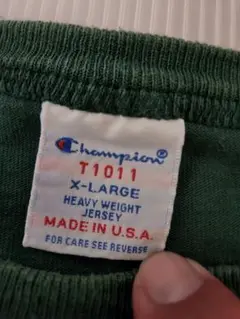 Champion
T1011
X-LARGE
HEAVY WEIGHT
JERSEY
MADE IN U.S.A.
FOR CARE SEE REVERSE